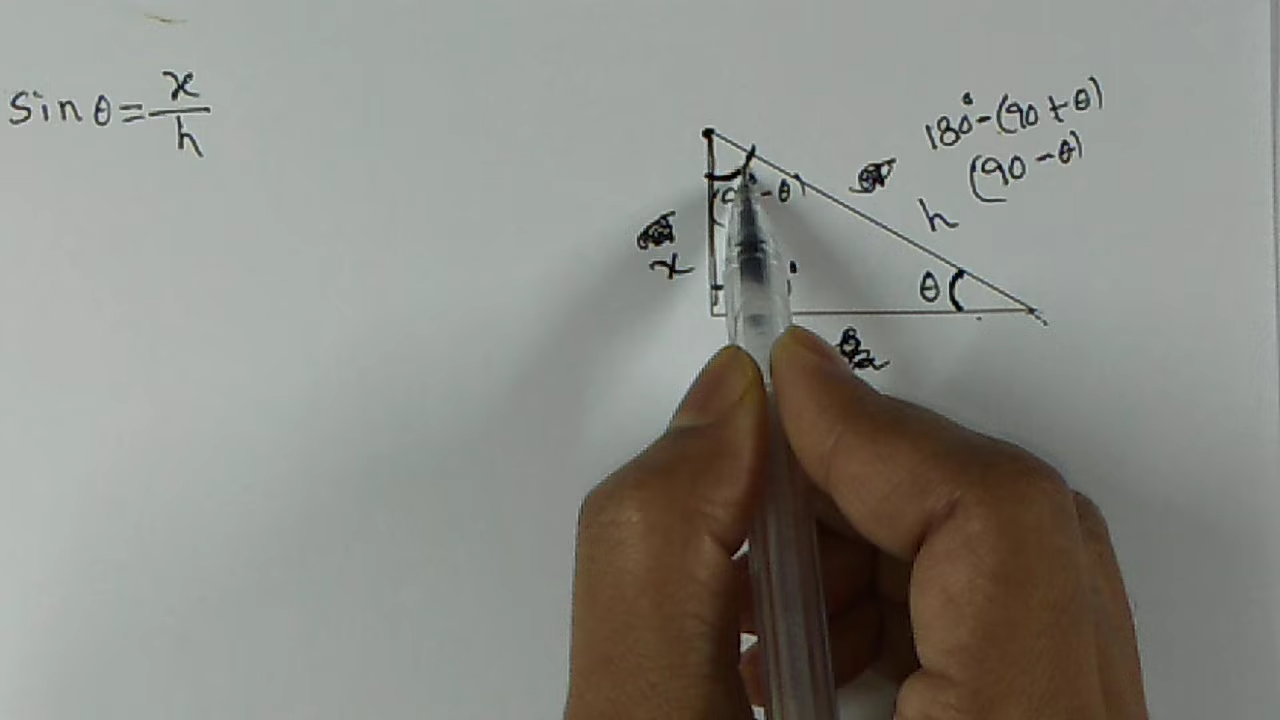 Sin θ = x/h
180° - (90 + θ)
(90 - θ)
- θ)
h
x
θ